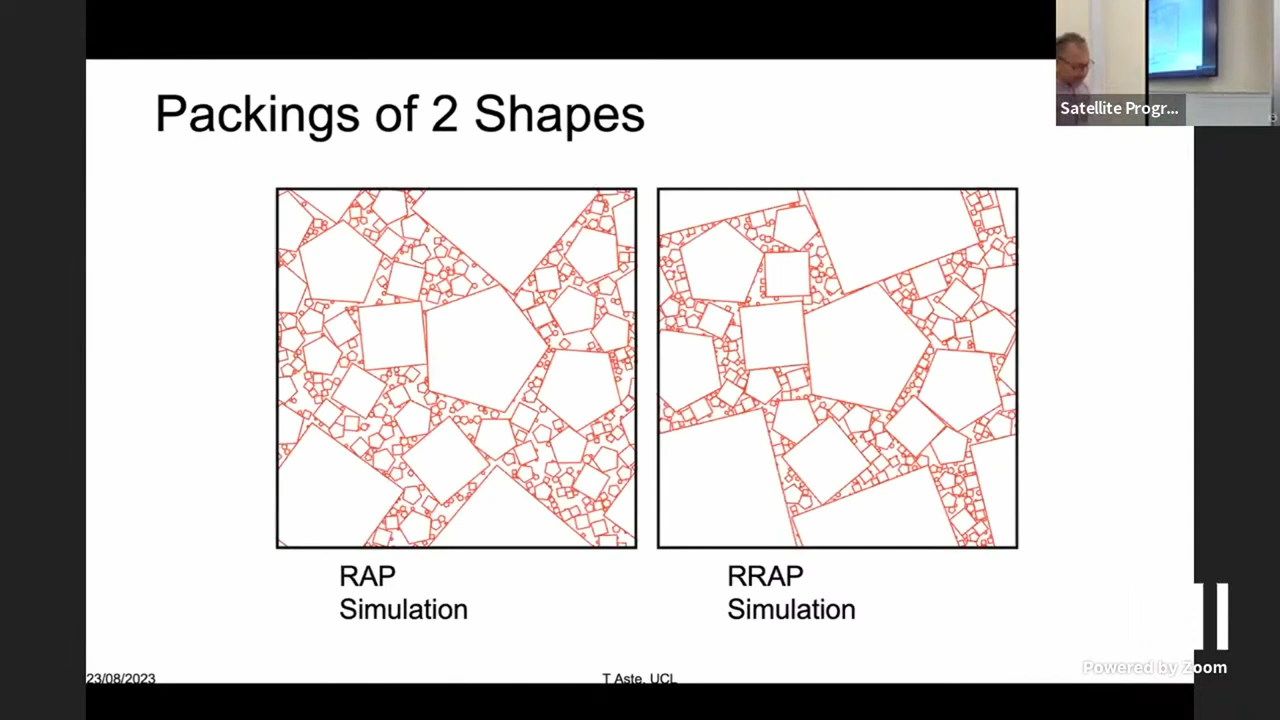 Packings of 2 Shapes
Satellite Progr...
RAP
Simulation
RRAP
Simulation
Powered by Zoom
23/08/2023
T Aste, UCL